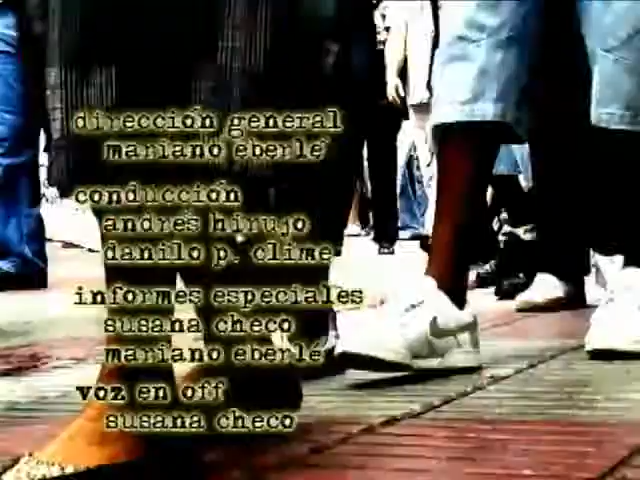 dirección general
mariano eberlé
conducción
andrés hirujo
danilo p. clime
informes especiales
susana checo
mariano eberlé
voz en off
susana checo